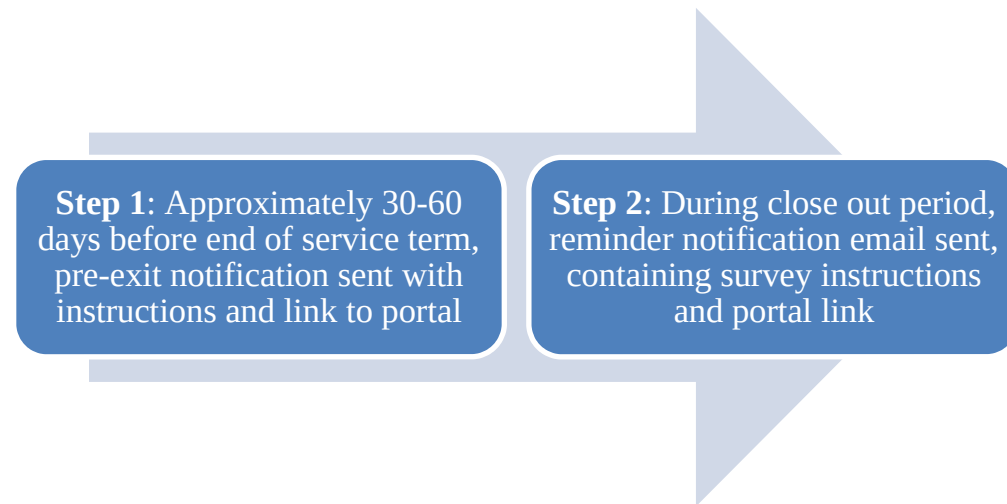 Step 1: Approximately 30-60
days before end of service term,
pre-exit notification sent with
instructions and link to portal
Step 2: During close out period,
reminder notification email sent,
containing survey instructions
and portal link